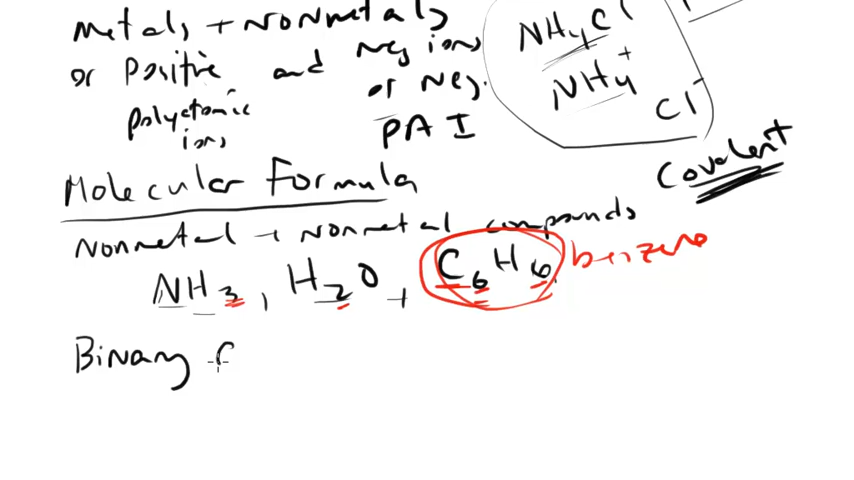 Metals + Nonmetals
or Positive and Neg ions
polyatomic ions
or Neg.
PAI
NH4Cl
NH4+
Cl-
Covalent
Molecular Formula
Nonmetal + Nonmetal compounds
NH3, H2O + C6H6 benzene
Binary